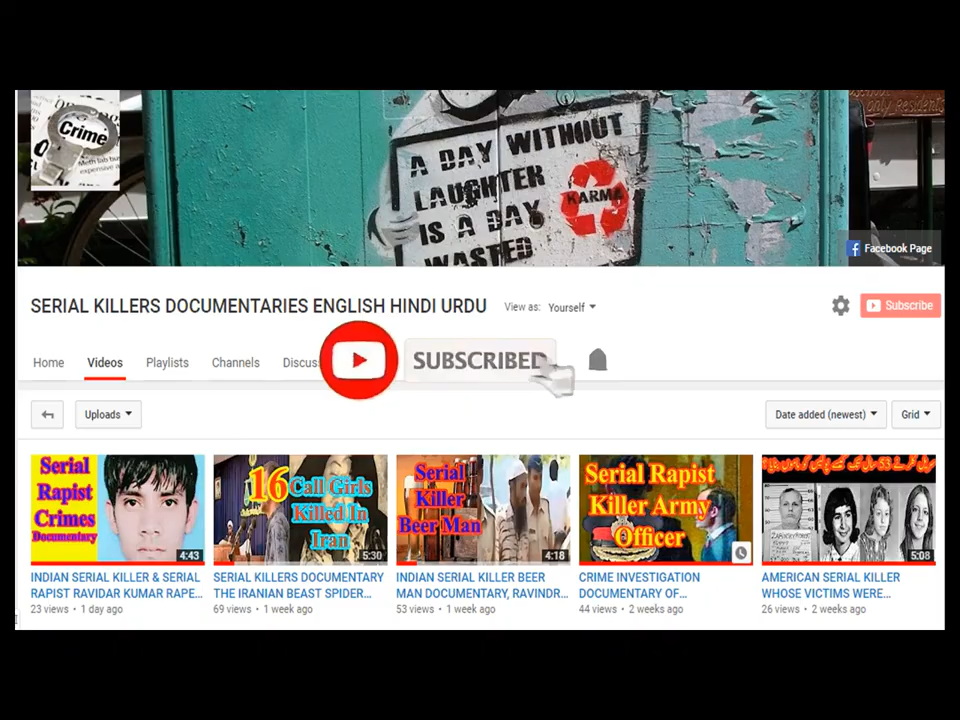 Crime
Meth lab
expensive
A DAY WITHOUT
LAUGHTER
IS A DAY
WASTED
KARMA
only Residents
Facebook Page
SERIAL KILLERS DOCUMENTARIES ENGLISH HINDI URDU
View as: Yourself
Subscribe
Home Videos Playlists Channels Discus
SUBSCRIBED
Uploads
Date added (newest) Grid
Serial
Rapist
Crimes
Documentary
4:43
16 Call Girls
Killed In
Iran
5:30
Serial
Killer
Beer Man
4:18
Serial Rapist
Killer Army
Officer
5:08
INDIAN SERIAL KILLER & SERIAL
RAPIST RAVIDAR KUMAR RAPE...
23 views • 1 day ago
SERIAL KILLERS DOCUMENTARY
THE IRANIAN BEAST SPIDER...
69 views • 1 week ago
INDIAN SERIAL KILLER BEER
MAN DOCUMENTARY, RAVINDR...
53 views • 1 week ago
CRIME INVESTIGATION
DOCUMENTARY OF...
44 views • 2 weeks ago
AMERICAN SERIAL KILLER
WHOSE VICTIMS WERE...
26 views • 2 weeks ago